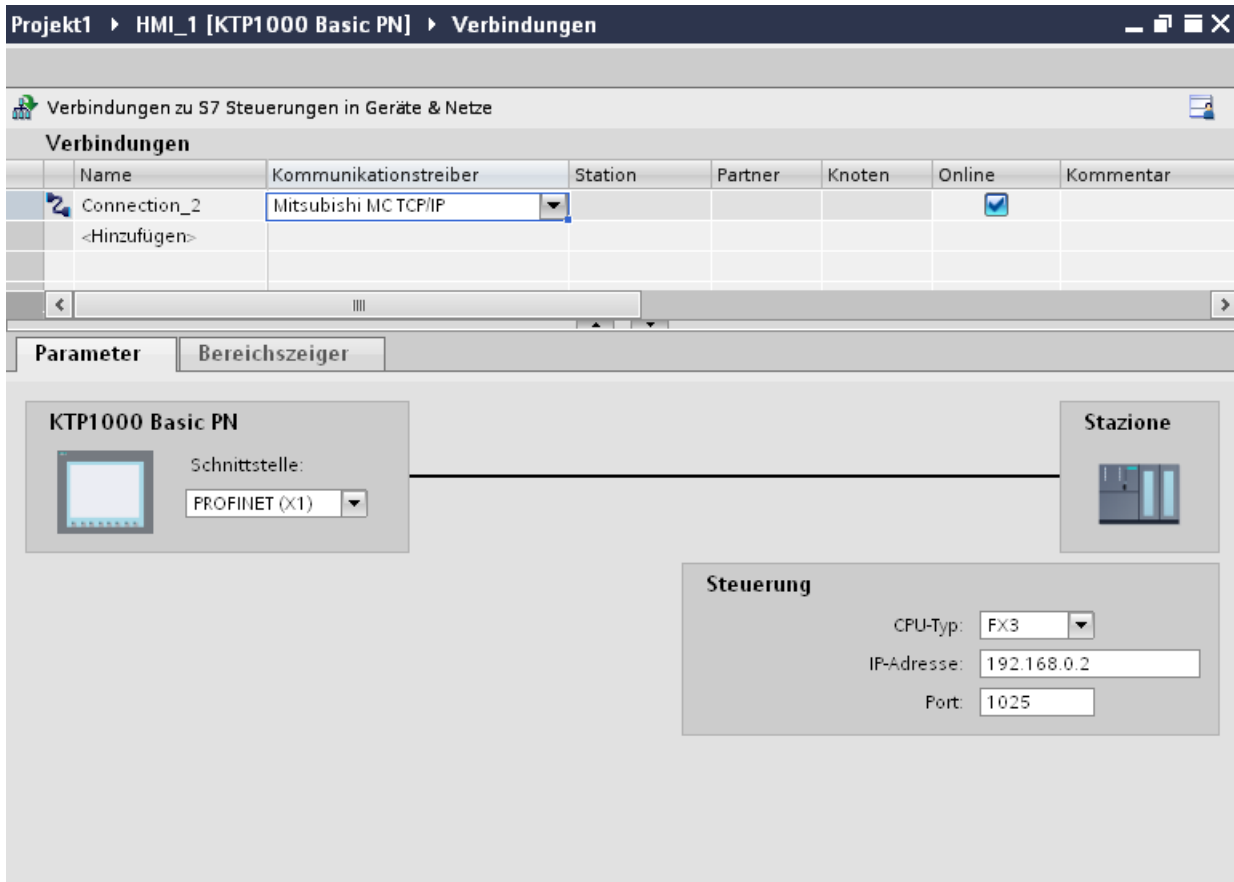 Projekt1 ▸ HMI_1 [KTP1000 Basic PN] ▸ Verbindungen
Verbindungen zu S7 Steuerungen in Geräte & Netze
Verbindungen
Name Kommunikationstreiber Station Partner Knoten Online Kommentar
Connection_2 Mitsubishi MC TCP/IP
<Hinzufügen>
Parameter Bereichszeiger
KTP1000 Basic PN Stazione
Schnittstelle:
PROFINET (X1)
Steuerung
CPU-Typ: FX3
IP-Adresse: 192.168.0.2
Port: 1025